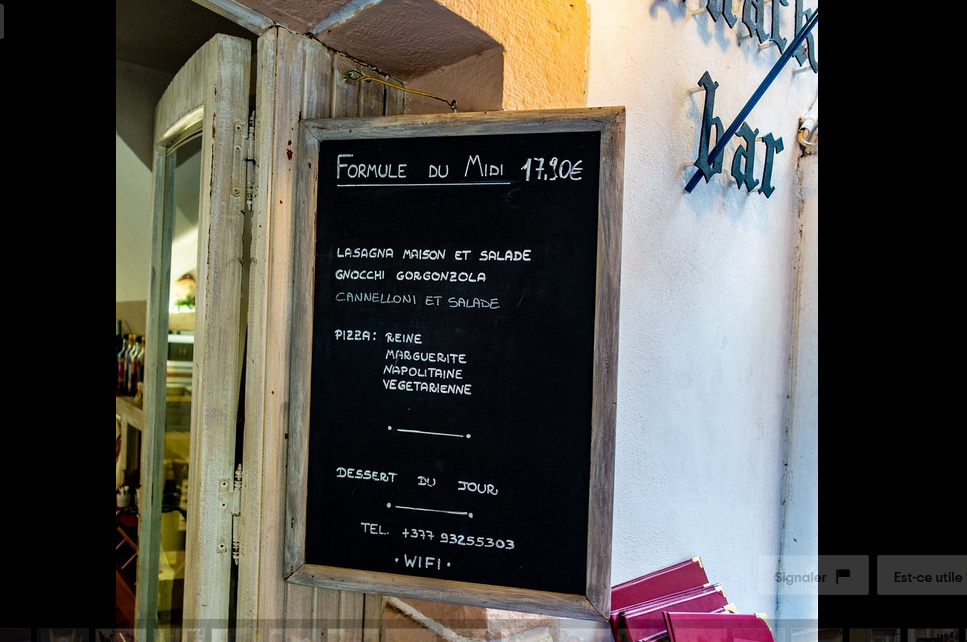 FORMULE DU MIDI 17.90€
LASAGNA MAISON ET SALADE
GNOCCHI GORGONZOLA
CANNELLONI ET SALADE
PIZZA: REINE
MARGUERITE
NAPOLITAINE
VEGETARIENNE
DESSERT DU JOUR
TEL. +377 93255303
• WIFI •
bar
Signaler
Est-ce utile